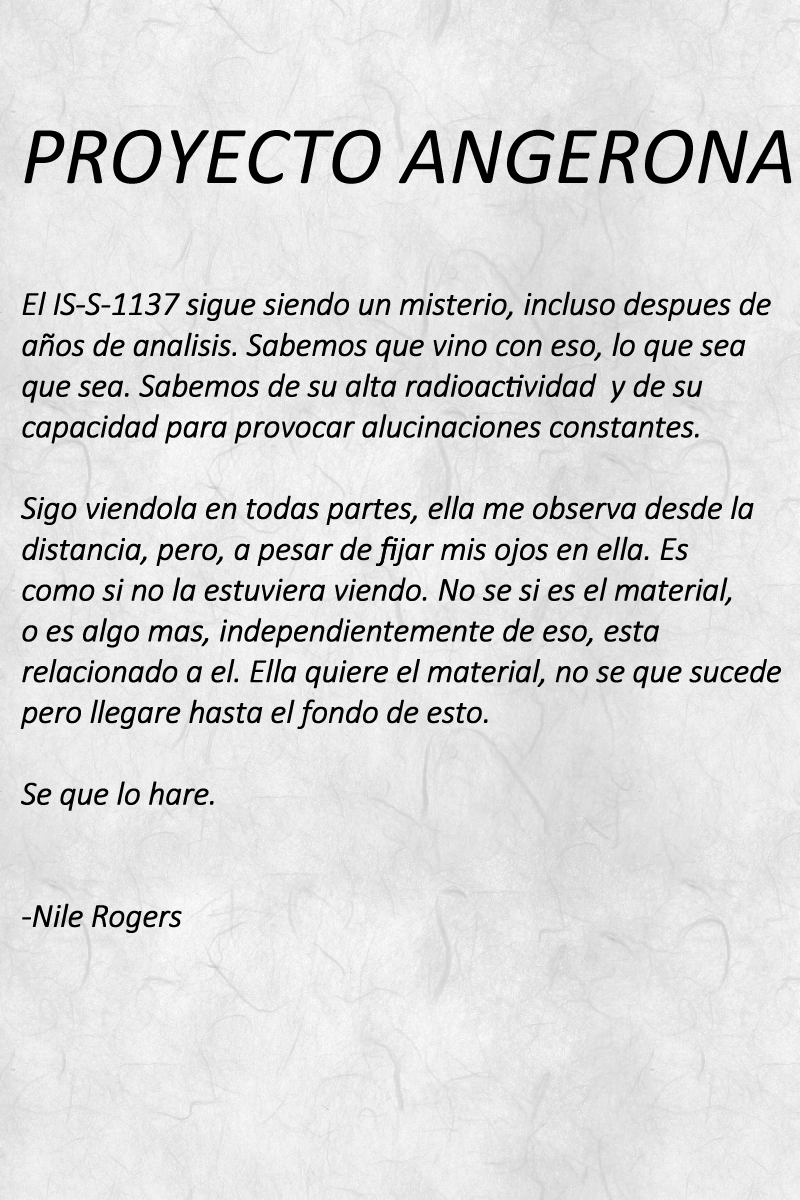 PROYECTO ANGERONA
El IS-S-1137 sigue siendo un misterio, incluso despues de
años de analisis. Sabemos que vino con eso, lo que sea
que sea. Sabemos de su alta radioactividad  y de su
capacidad para provocar alucinaciones constantes.
Sigo viendola en todas partes, ella me observa desde la
distancia, pero, a pesar de fijar mis ojos en ella. Es
como si no la estuviera viendo. No se si es el material,
o es algo mas, independientemente de eso, esta
relacionado a el. Ella quiere el material, no se que sucede
pero llegare hasta el fondo de esto.
Se que lo hare.
-Nile Rogers